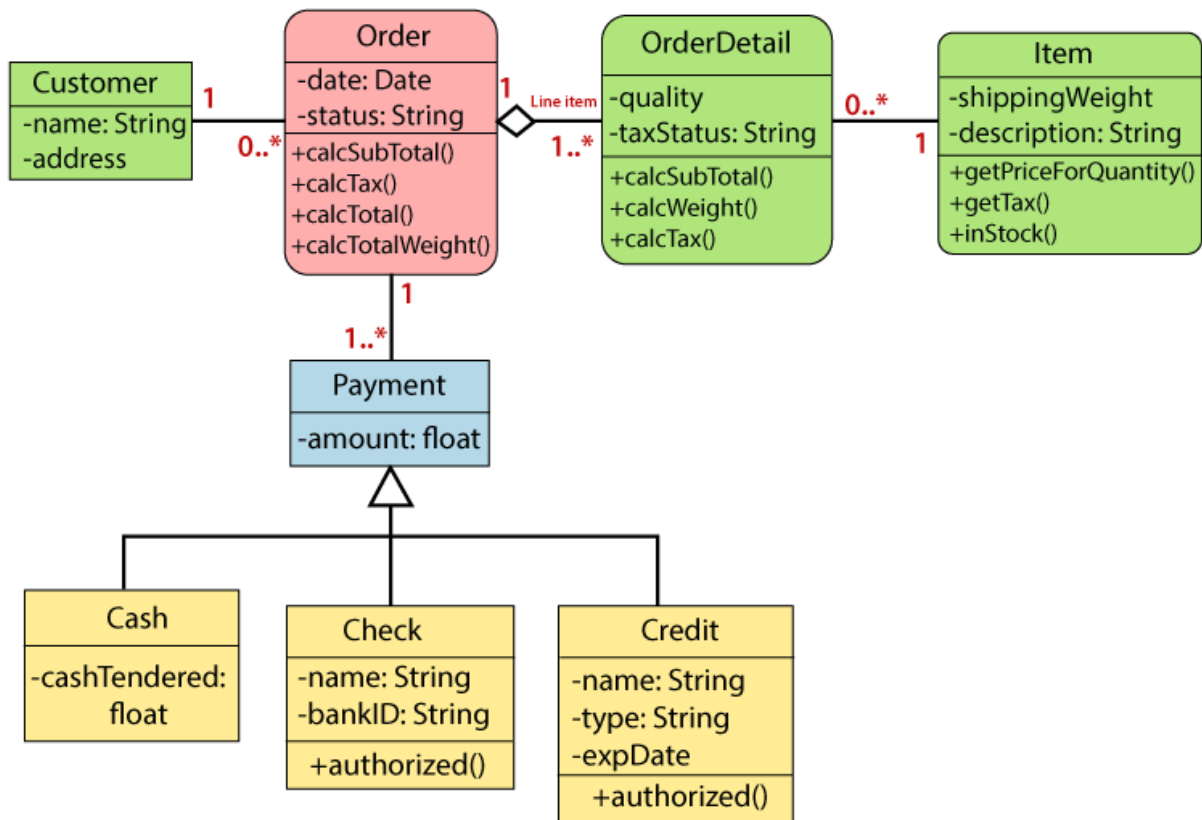 Customer
-name: String
-address
1
0..*
Order
-date: Date
-status: String
+calcSubTotal()
+calcTax()
+calcTotal()
+calcTotalWeight()
1
Line item
1..*
OrderDetail
-quality
-taxStatus: String
+calcSubTotal()
+calcWeight()
+calcTax()
0..*
1
Item
-shippingWeight
-description: String
+getPriceForQuantity()
+getTax()
+inStock()
1
1..*
Payment
-amount: float
Cash
-cashTendered:
float
Check
-name: String
-bankID: String
+authorized()
Credit
-name: String
-type: String
-expDate
+authorized()